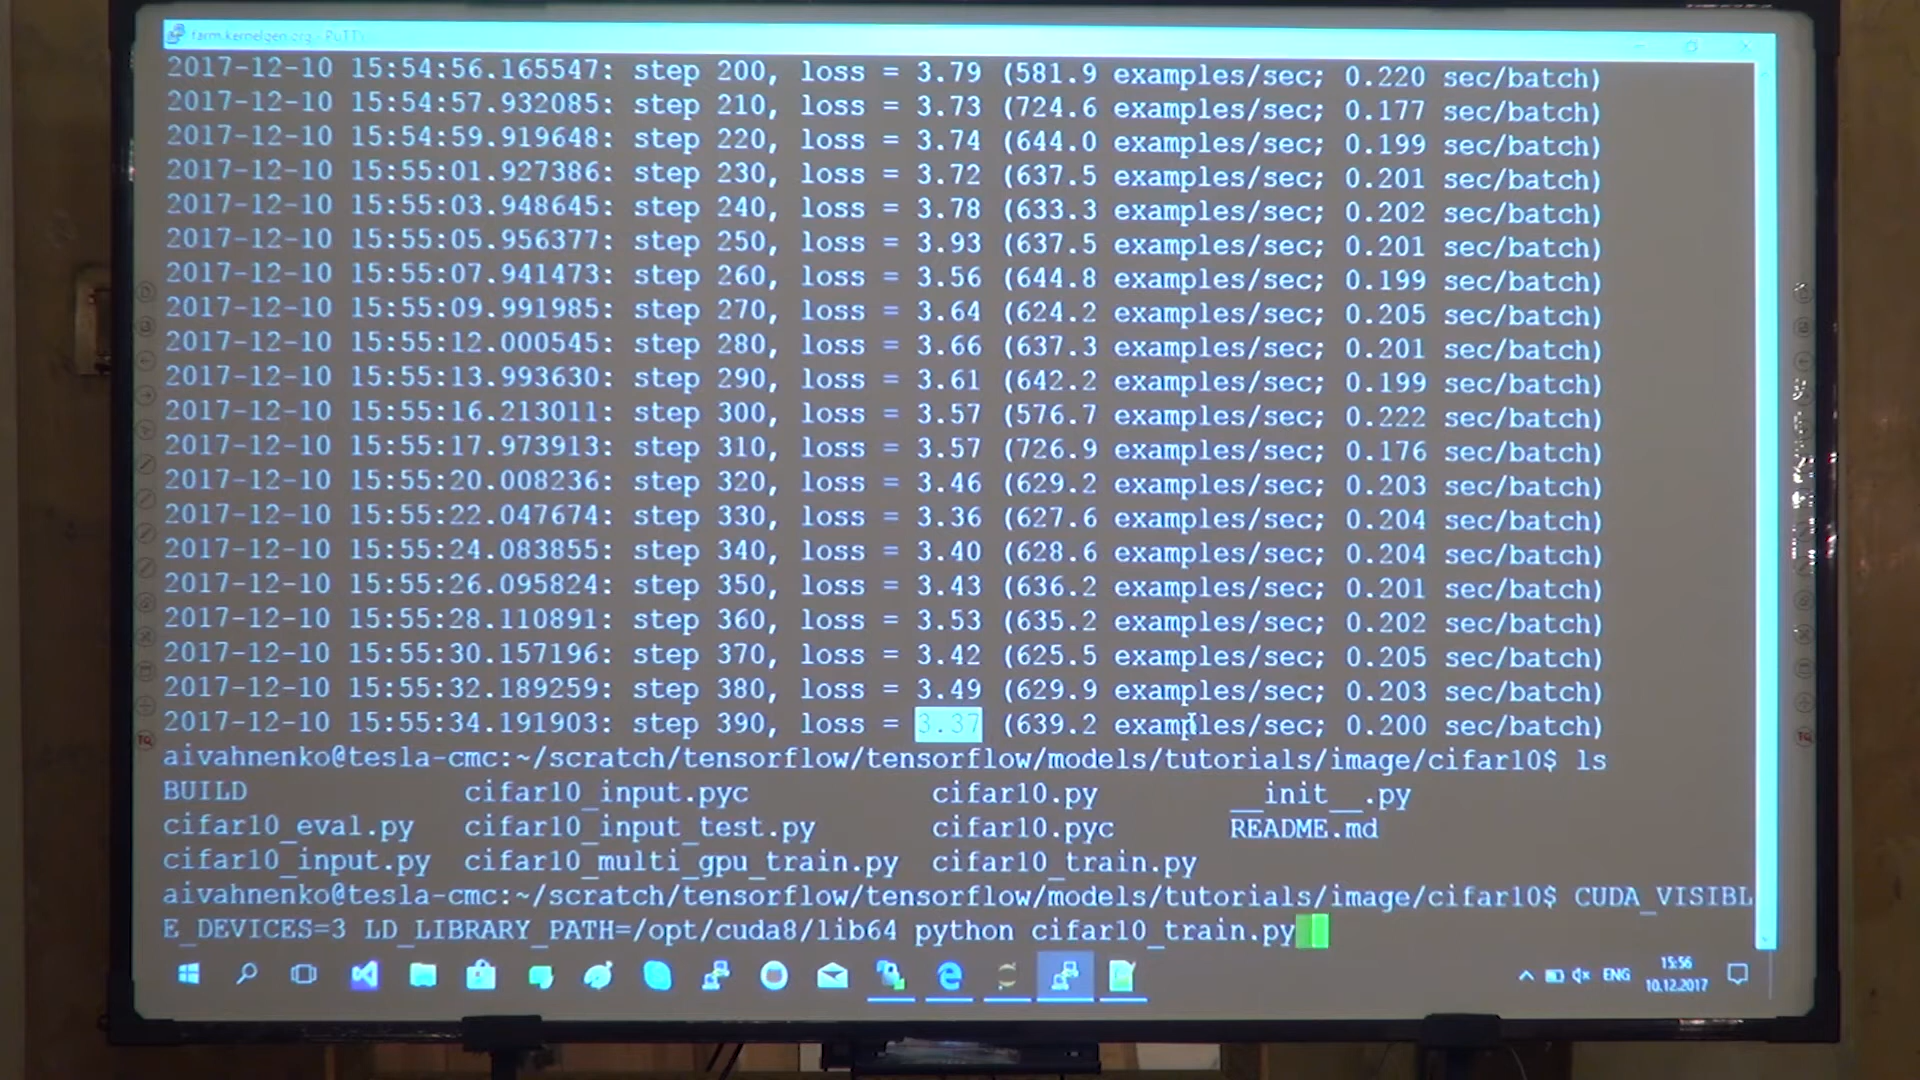 farm.kernelgen.org - PuTTY
2017-12-10 15:54:56.165547: step 200, loss = 3.79 (581.9 examples/sec; 0.220 sec/batch)
2017-12-10 15:54:57.932085: step 210, loss = 3.73 (724.6 examples/sec; 0.177 sec/batch)
2017-12-10 15:54:59.919648: step 220, loss = 3.74 (644.0 examples/sec; 0.199 sec/batch)
2017-12-10 15:55:01.927386: step 230, loss = 3.72 (637.5 examples/sec; 0.201 sec/batch)
2017-12-10 15:55:03.948645: step 240, loss = 3.78 (633.3 examples/sec; 0.202 sec/batch)
2017-12-10 15:55:05.956377: step 250, loss = 3.93 (637.5 examples/sec; 0.201 sec/batch)
2017-12-10 15:55:07.941473: step 260, loss = 3.56 (644.8 examples/sec; 0.199 sec/batch)
2017-12-10 15:55:09.991985: step 270, loss = 3.64 (624.2 examples/sec; 0.205 sec/batch)
2017-12-10 15:55:12.000545: step 280, loss = 3.66 (637.3 examples/sec; 0.201 sec/batch)
2017-12-10 15:55:13.993630: step 290, loss = 3.61 (642.2 examples/sec; 0.199 sec/batch)
2017-12-10 15:55:16.213011: step 300, loss = 3.57 (576.7 examples/sec; 0.222 sec/batch)
2017-12-10 15:55:17.973913: step 310, loss = 3.57 (726.9 examples/sec; 0.176 sec/batch)
2017-12-10 15:55:20.008236: step 320, loss = 3.46 (629.2 examples/sec; 0.203 sec/batch)
2017-12-10 15:55:22.047674: step 330, loss = 3.36 (627.6 examples/sec; 0.204 sec/batch)
2017-12-10 15:55:24.083855: step 340, loss = 3.40 (628.6 examples/sec; 0.204 sec/batch)
2017-12-10 15:55:26.095824: step 350, loss = 3.43 (636.2 examples/sec; 0.201 sec/batch)
2017-12-10 15:55:28.110891: step 360, loss = 3.53 (635.2 examples/sec; 0.202 sec/batch)
2017-12-10 15:55:30.157196: step 370, loss = 3.42 (625.5 examples/sec; 0.205 sec/batch)
2017-12-10 15:55:32.189259: step 380, loss = 3.49 (629.9 examples/sec; 0.203 sec/batch)
2017-12-10 15:55:34.191903: step 390, loss = 3.37 (639.2 examples/sec; 0.200 sec/batch)
aivahnenko@tesla-cmc:~/scratch/tensorflow/tensorflow/models/tutorials/image/cifar10$ ls
BUILD cifar10_input.pyc cifar10.py __init__.py
cifar10_eval.py cifar10_input_test.py cifar10.pyc README.md
cifar10_input.py cifar10_multi_gpu_train.py cifar10_train.py
aivahnenko@tesla-cmc:~/scratch/tensorflow/tensorflow/models/tutorials/image/cifar10$ CUDA_VISIBL
E_DEVICES=3 LD_LIBRARY_PATH=/opt/cuda8/lib64 python cifar10_train.py
ENG
15:56
10.12.2017